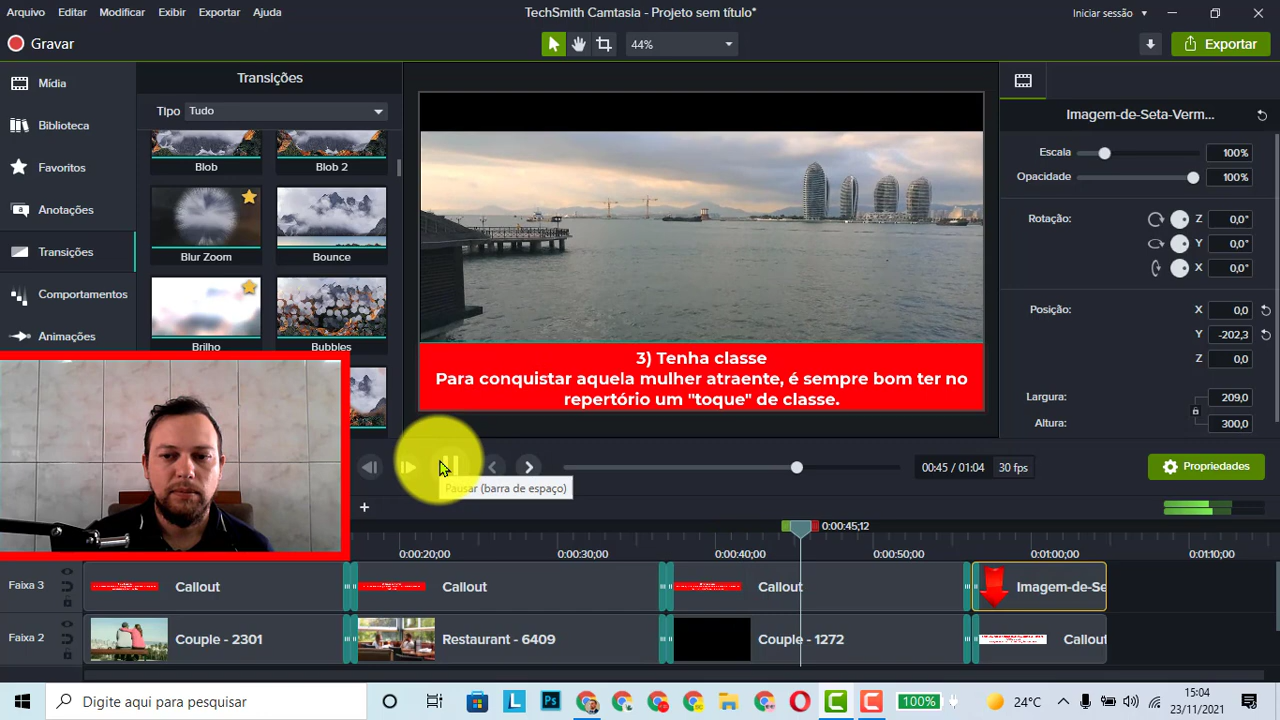 Arquivo Editar Modificar Exibir Exportar Ajuda
TechSmith Camtasia - Projeto sem título*
Iniciar sessão
Gravar
44%
Exportar
Mídia
Biblioteca
Favoritos
Anotações
Transições
Comportamentos
Animações
Transições
Tipo Tudo
Blob
Blob 2
Blur Zoom
Bounce
Brilho
Bubbles
3) Tenha classe
Para conquistar aquela mulher atraente, é sempre bom ter no
repertório um "toque" de classe.
Imagem-de-Seta-Verm...
Escala 100%
Opacidade 100%
Rotação: Z 0,0°
Y 0,0°
X 0,0°
Posição: X 0,0
Y -202,3
Z 0,0
Largura: 209,0
Altura: 300,0
Pausar (barra de espaço)
00:45 / 01:04 30 fps
Propriedades
0:00:45;12
0:00:20;00 0:00:30;00 0:00:40;00 0:00:50;00 0:01:00;00 0:01:10;00
Faixa 3
Callout
Callout
Callout
Imagem-de-Se
Faixa 2
Couple - 2301
Restaurant - 6409
Couple - 1272
Callout
Digite aqui para pesquisar
L
Ps
100%
24°C
15:04
23/11/2021